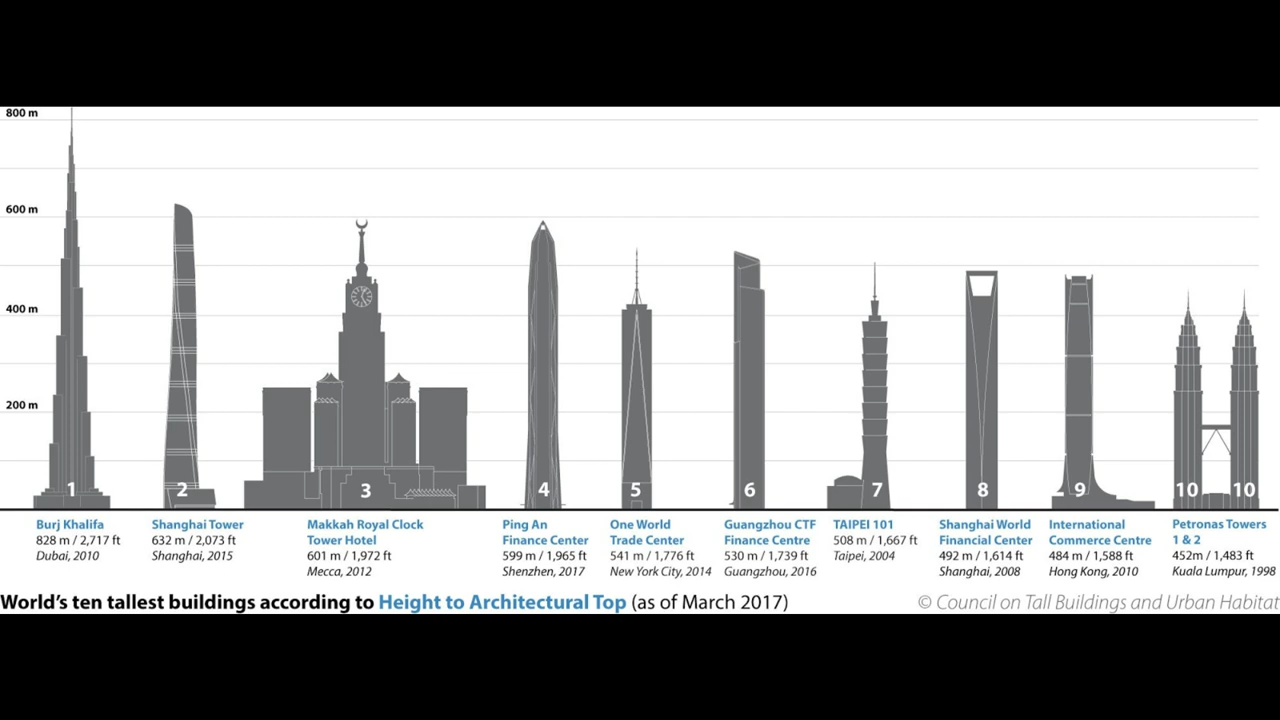 800 m
600 m
400 m
200 m
1
2
3
4
5
6
7
8
9
10
10
Burj Khalifa
828 m / 2,717 ft
Dubai, 2010
Shanghai Tower
632 m / 2,073 ft
Shanghai, 2015
Makkah Royal Clock
Tower Hotel
601 m / 1,972 ft
Mecca, 2012
Ping An
Finance Center
599 m / 1,965 ft
Shenzhen, 2017
One World
Trade Center
541 m / 1,776 ft
New York City, 2014
Guangzhou CTF
Finance Centre
530 m / 1,739 ft
Guangzhou, 2016
TAIPEI 101
508 m / 1,667 ft
Taipei, 2004
Shanghai World
Financial Center
492 m / 1,614 ft
Shanghai, 2008
International
Commerce Centre
484 m / 1,588 ft
Hong Kong, 2010
Petronas Towers
1 & 2
452m / 1,483 ft
Kuala Lumpur, 1998
World's ten tallest buildings according to Height to Architectural Top (as of March 2017)
© Council on Tall Buildings and Urban Habitat